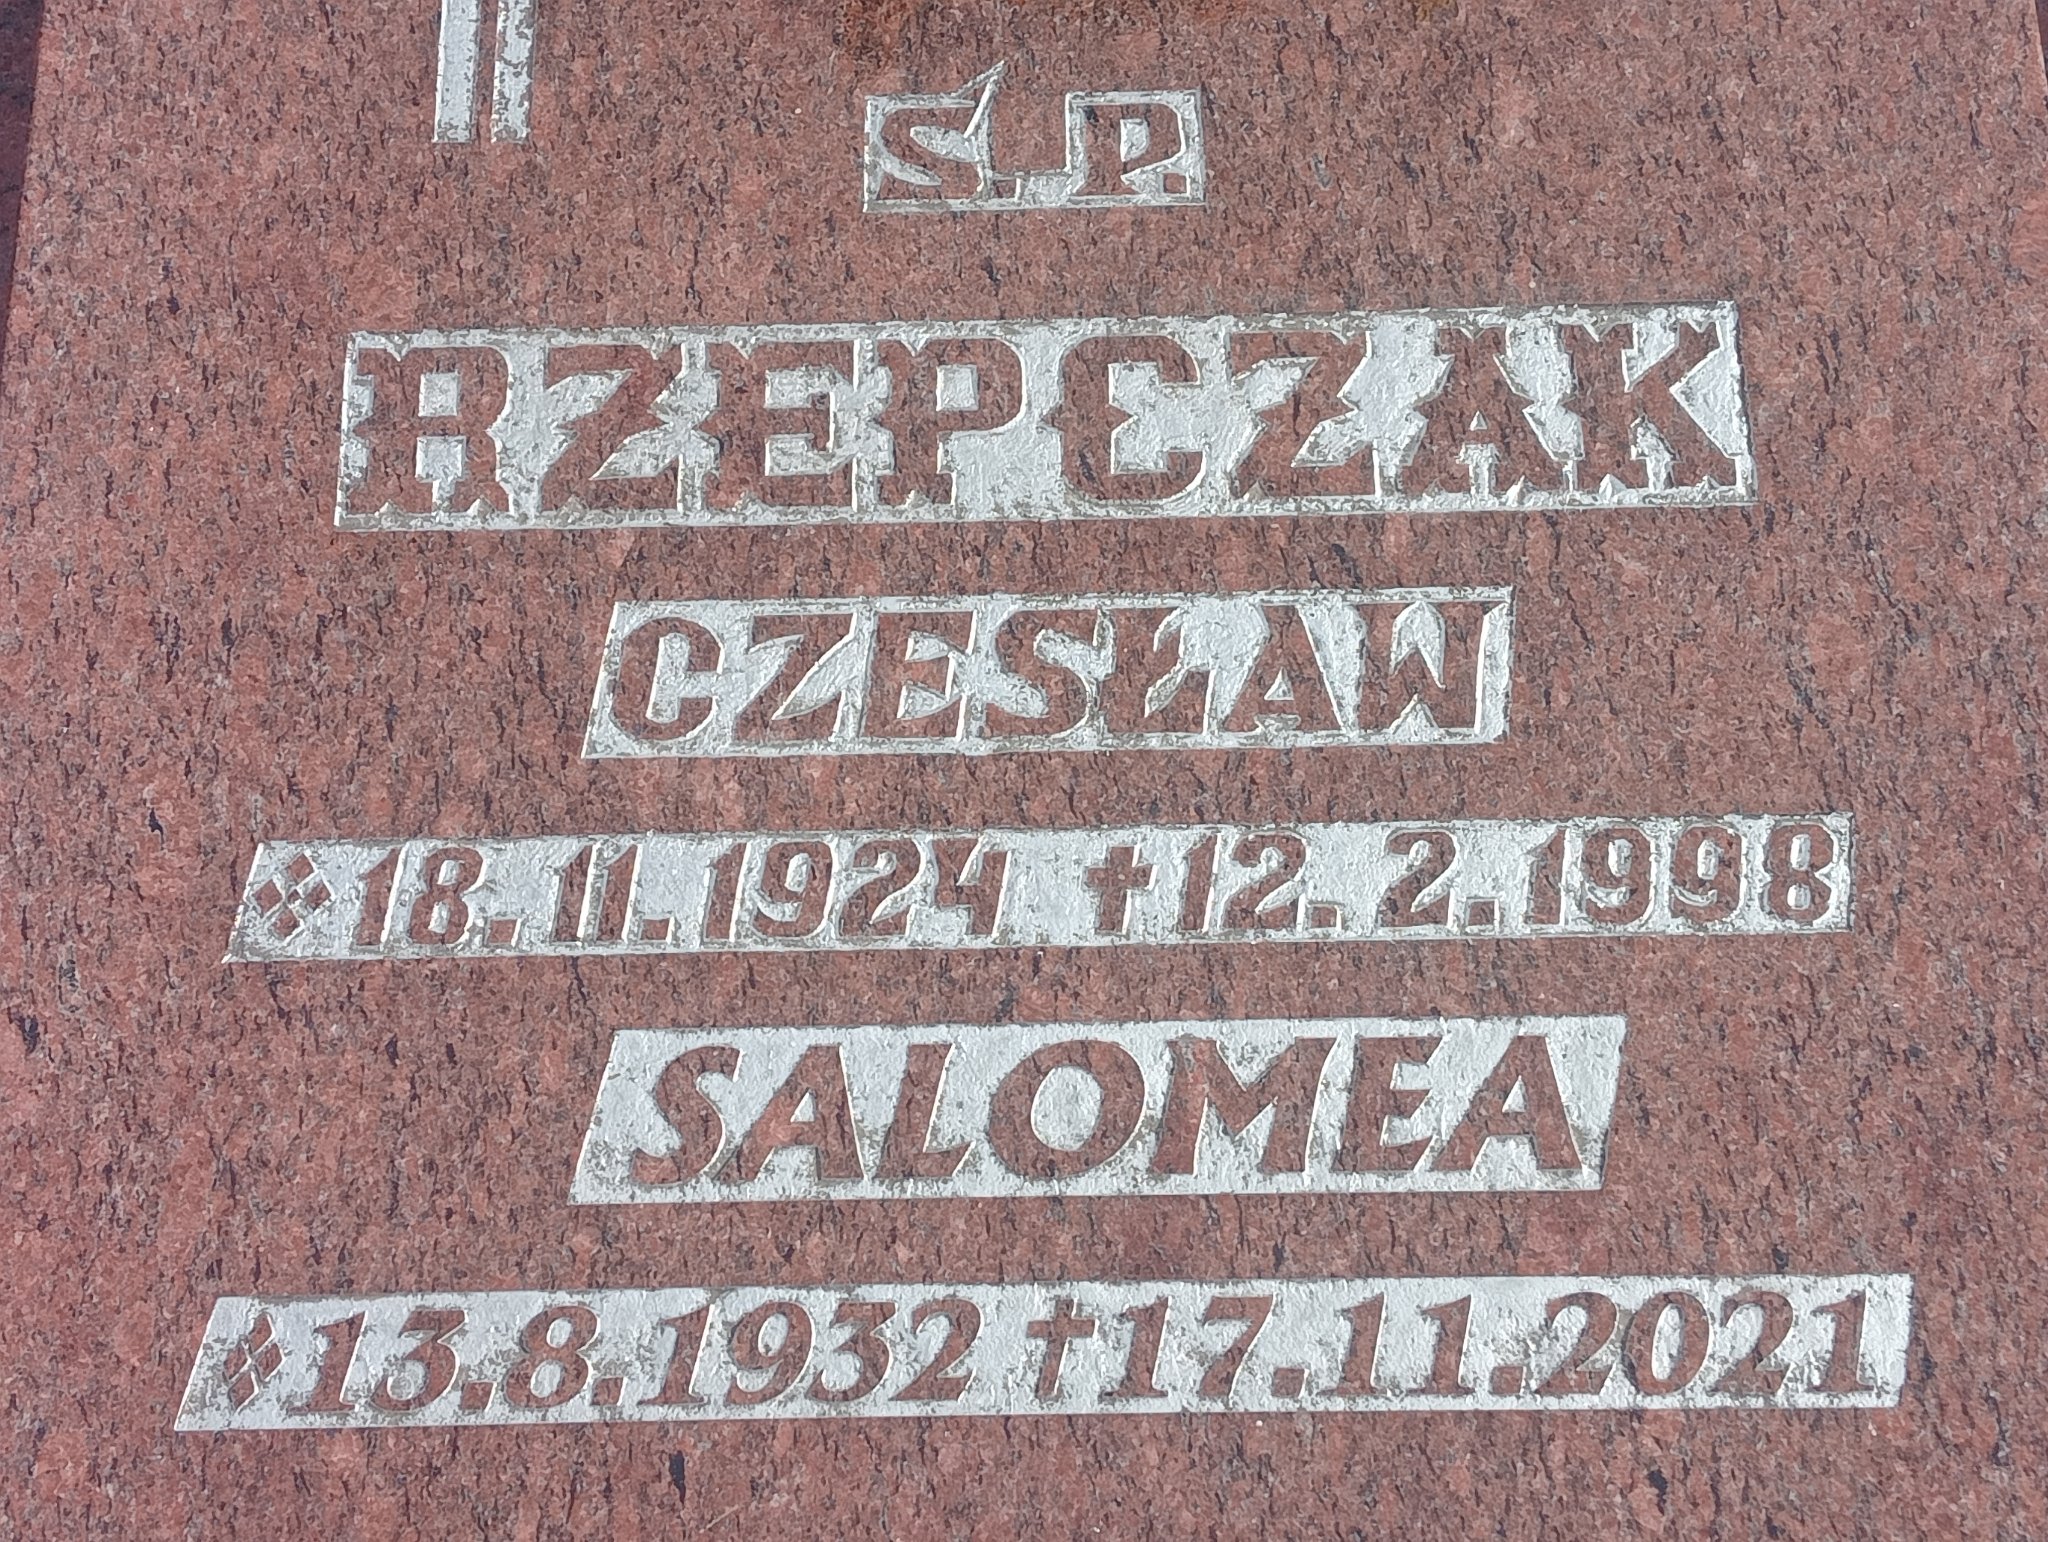 Ś.P.
RZEPCZAK
CZESŁAW
18.11.1924 ✝ 12.2.1998
SALOMEA
13.8.1932 ✝ 17.11.2021